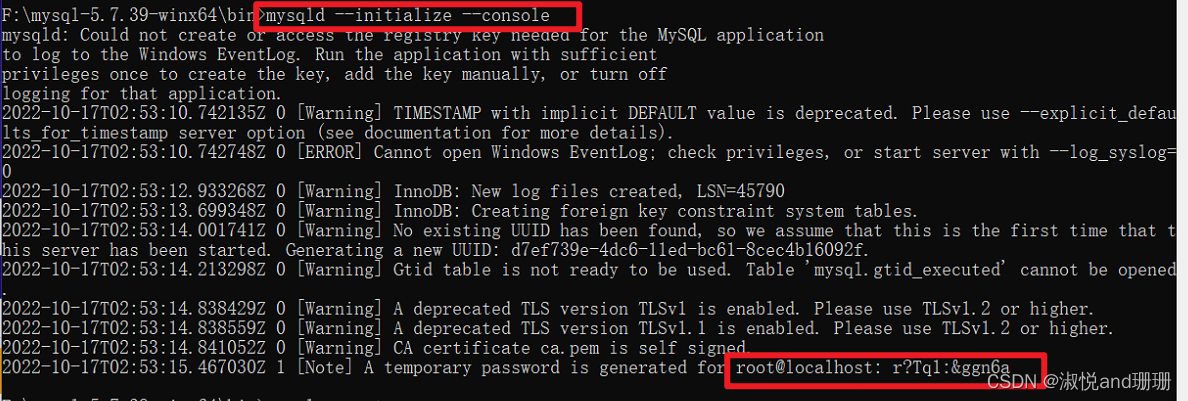 F:\mysql-5.7.39-winx64\bin>mysqld --initialize --console
mysqld: Could not create or access the registry key needed for the MySQL application
to log to the Windows EventLog. Run the application with sufficient
privileges once to create the key, add the key manually, or turn off
logging for that application.
2022-10-17T02:53:10.742135Z 0 [Warning] TIMESTAMP with implicit DEFAULT value is deprecated. Please use --explicit_defau
lts_for_timestamp server option (see documentation for more details).
2022-10-17T02:53:10.742748Z 0 [ERROR] Cannot open Windows EventLog; check privileges, or start server with --log_syslog=
0
2022-10-17T02:53:12.933268Z 0 [Warning] InnoDB: New log files created, LSN=45790
2022-10-17T02:53:13.699348Z 0 [Warning] InnoDB: Creating foreign key constraint system tables.
2022-10-17T02:53:14.001741Z 0 [Warning] No existing UUID has been found, so we assume that this is the first time that t
his server has been started. Generating a new UUID: d7ef739e-4dc6-11ed-bc61-8cec4b16092f.
2022-10-17T02:53:14.213298Z 0 [Warning] Gtid table is not ready to be used. Table 'mysql.gtid_executed' cannot be opened
.
2022-10-17T02:53:14.838429Z 0 [Warning] A deprecated TLS version TLSv1 is enabled. Please use TLSv1.2 or higher.
2022-10-17T02:53:14.838559Z 0 [Warning] A deprecated TLS version TLSv1.1 is enabled. Please use TLSv1.2 or higher.
2022-10-17T02:53:14.841052Z 0 [Warning] CA certificate ca.pem is self signed.
2022-10-17T02:53:15.467030Z 1 [Note] A temporary password is generated for root@localhost: r?Tql:&ggn6a
CSDN @淑悦and珊珊